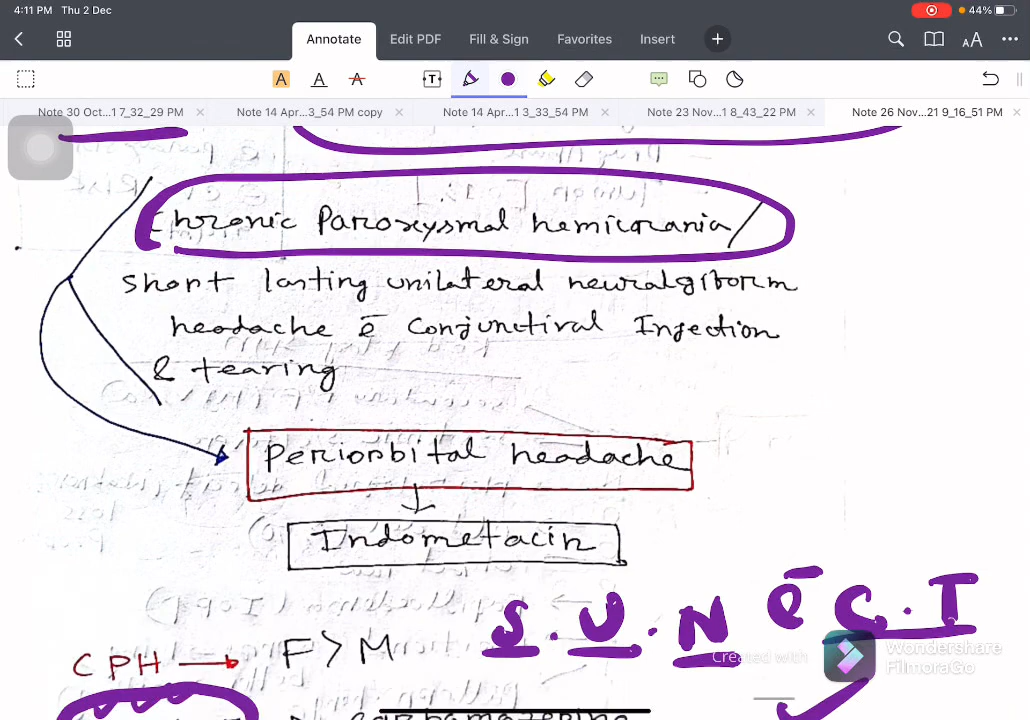 4:11 PM Thu 2 Dec
44%
Annotate Edit PDF Fill & Sign Favorites Insert
Note 30 Oct...1 7_32_29 PM
Note 14 Apr...3_54 PM copy
Note 14 Apr...1 3_33_54 PM
Note 23 Nov...1 8_43_22 PM
Note 26 Nov...21 9_16_51 PM
Chronic Paroxysmal hemicrania/
short lasting unilateral neuralgiform
headache c̄ Conjunctival Injection
& tearing
Periorbital headache
Indometacin
S.U.N c̄ C.T
CPH → F > M
Created with
Wondershare
FilmoraGo